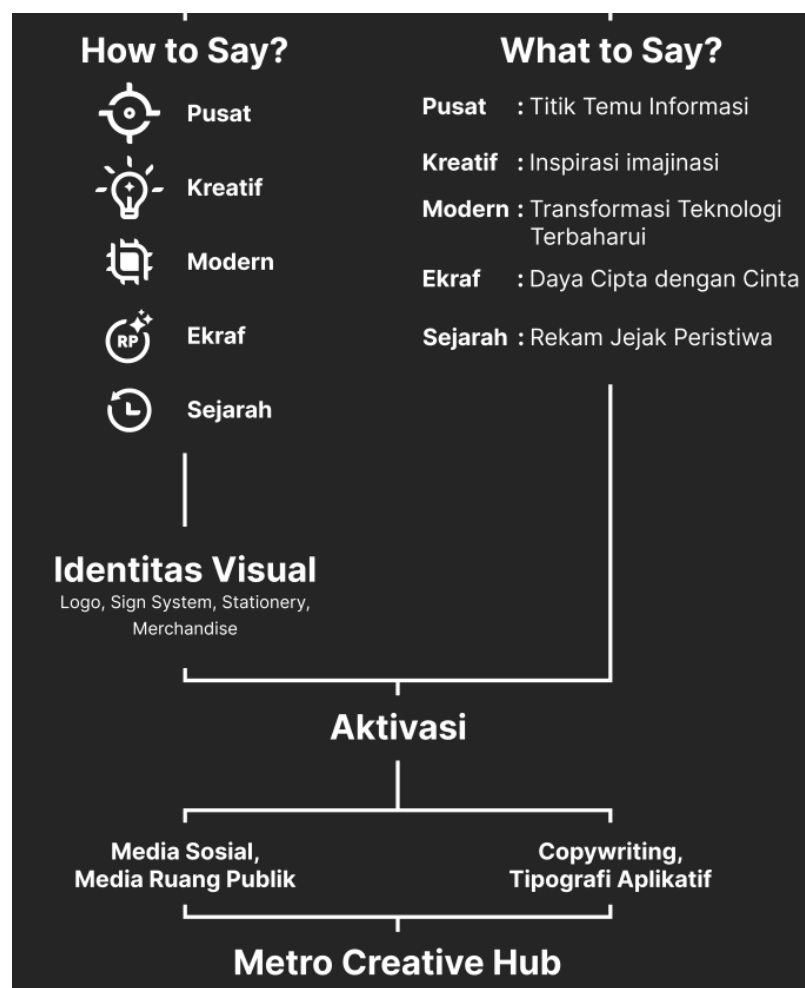 How to Say?
Pusat
Kreatif
Modern
RP
Ekraf
Sejarah
What to Say?
Pusat : Titik Temu Informasi
Kreatif : Inspirasi imajinasi
Modern : Transformasi Teknologi
Terbaharui
Ekraf : Daya Cipta dengan Cinta
Sejarah : Rekam Jejak Peristiwa
Identitas Visual
Logo, Sign System, Stationery,
Merchandise
Aktivasi
Media Sosial,
Media Ruang Publik
Copywriting,
Tipografi Aplikatif
Metro Creative Hub